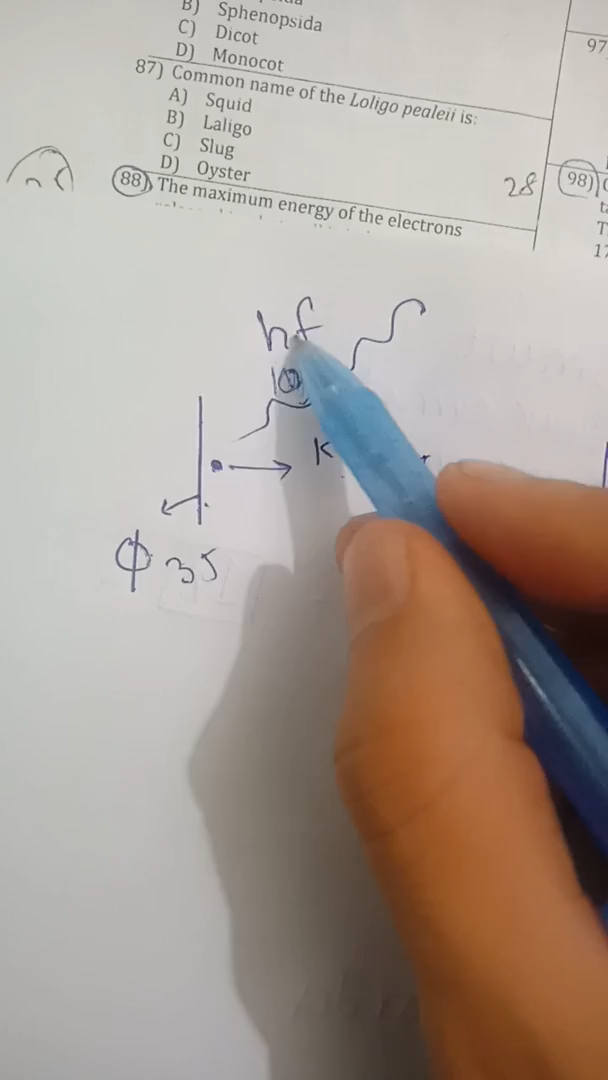 B) Sphenopsida
C) Dicot
D) Monocot
87) Common name of the Loligo pealeii is:
A) Squid
B) Laligo
C) Slug
D) Oyster
88) The maximum energy of the electrons
28
97
98)
T
17
hf
10
K
ϕ 35